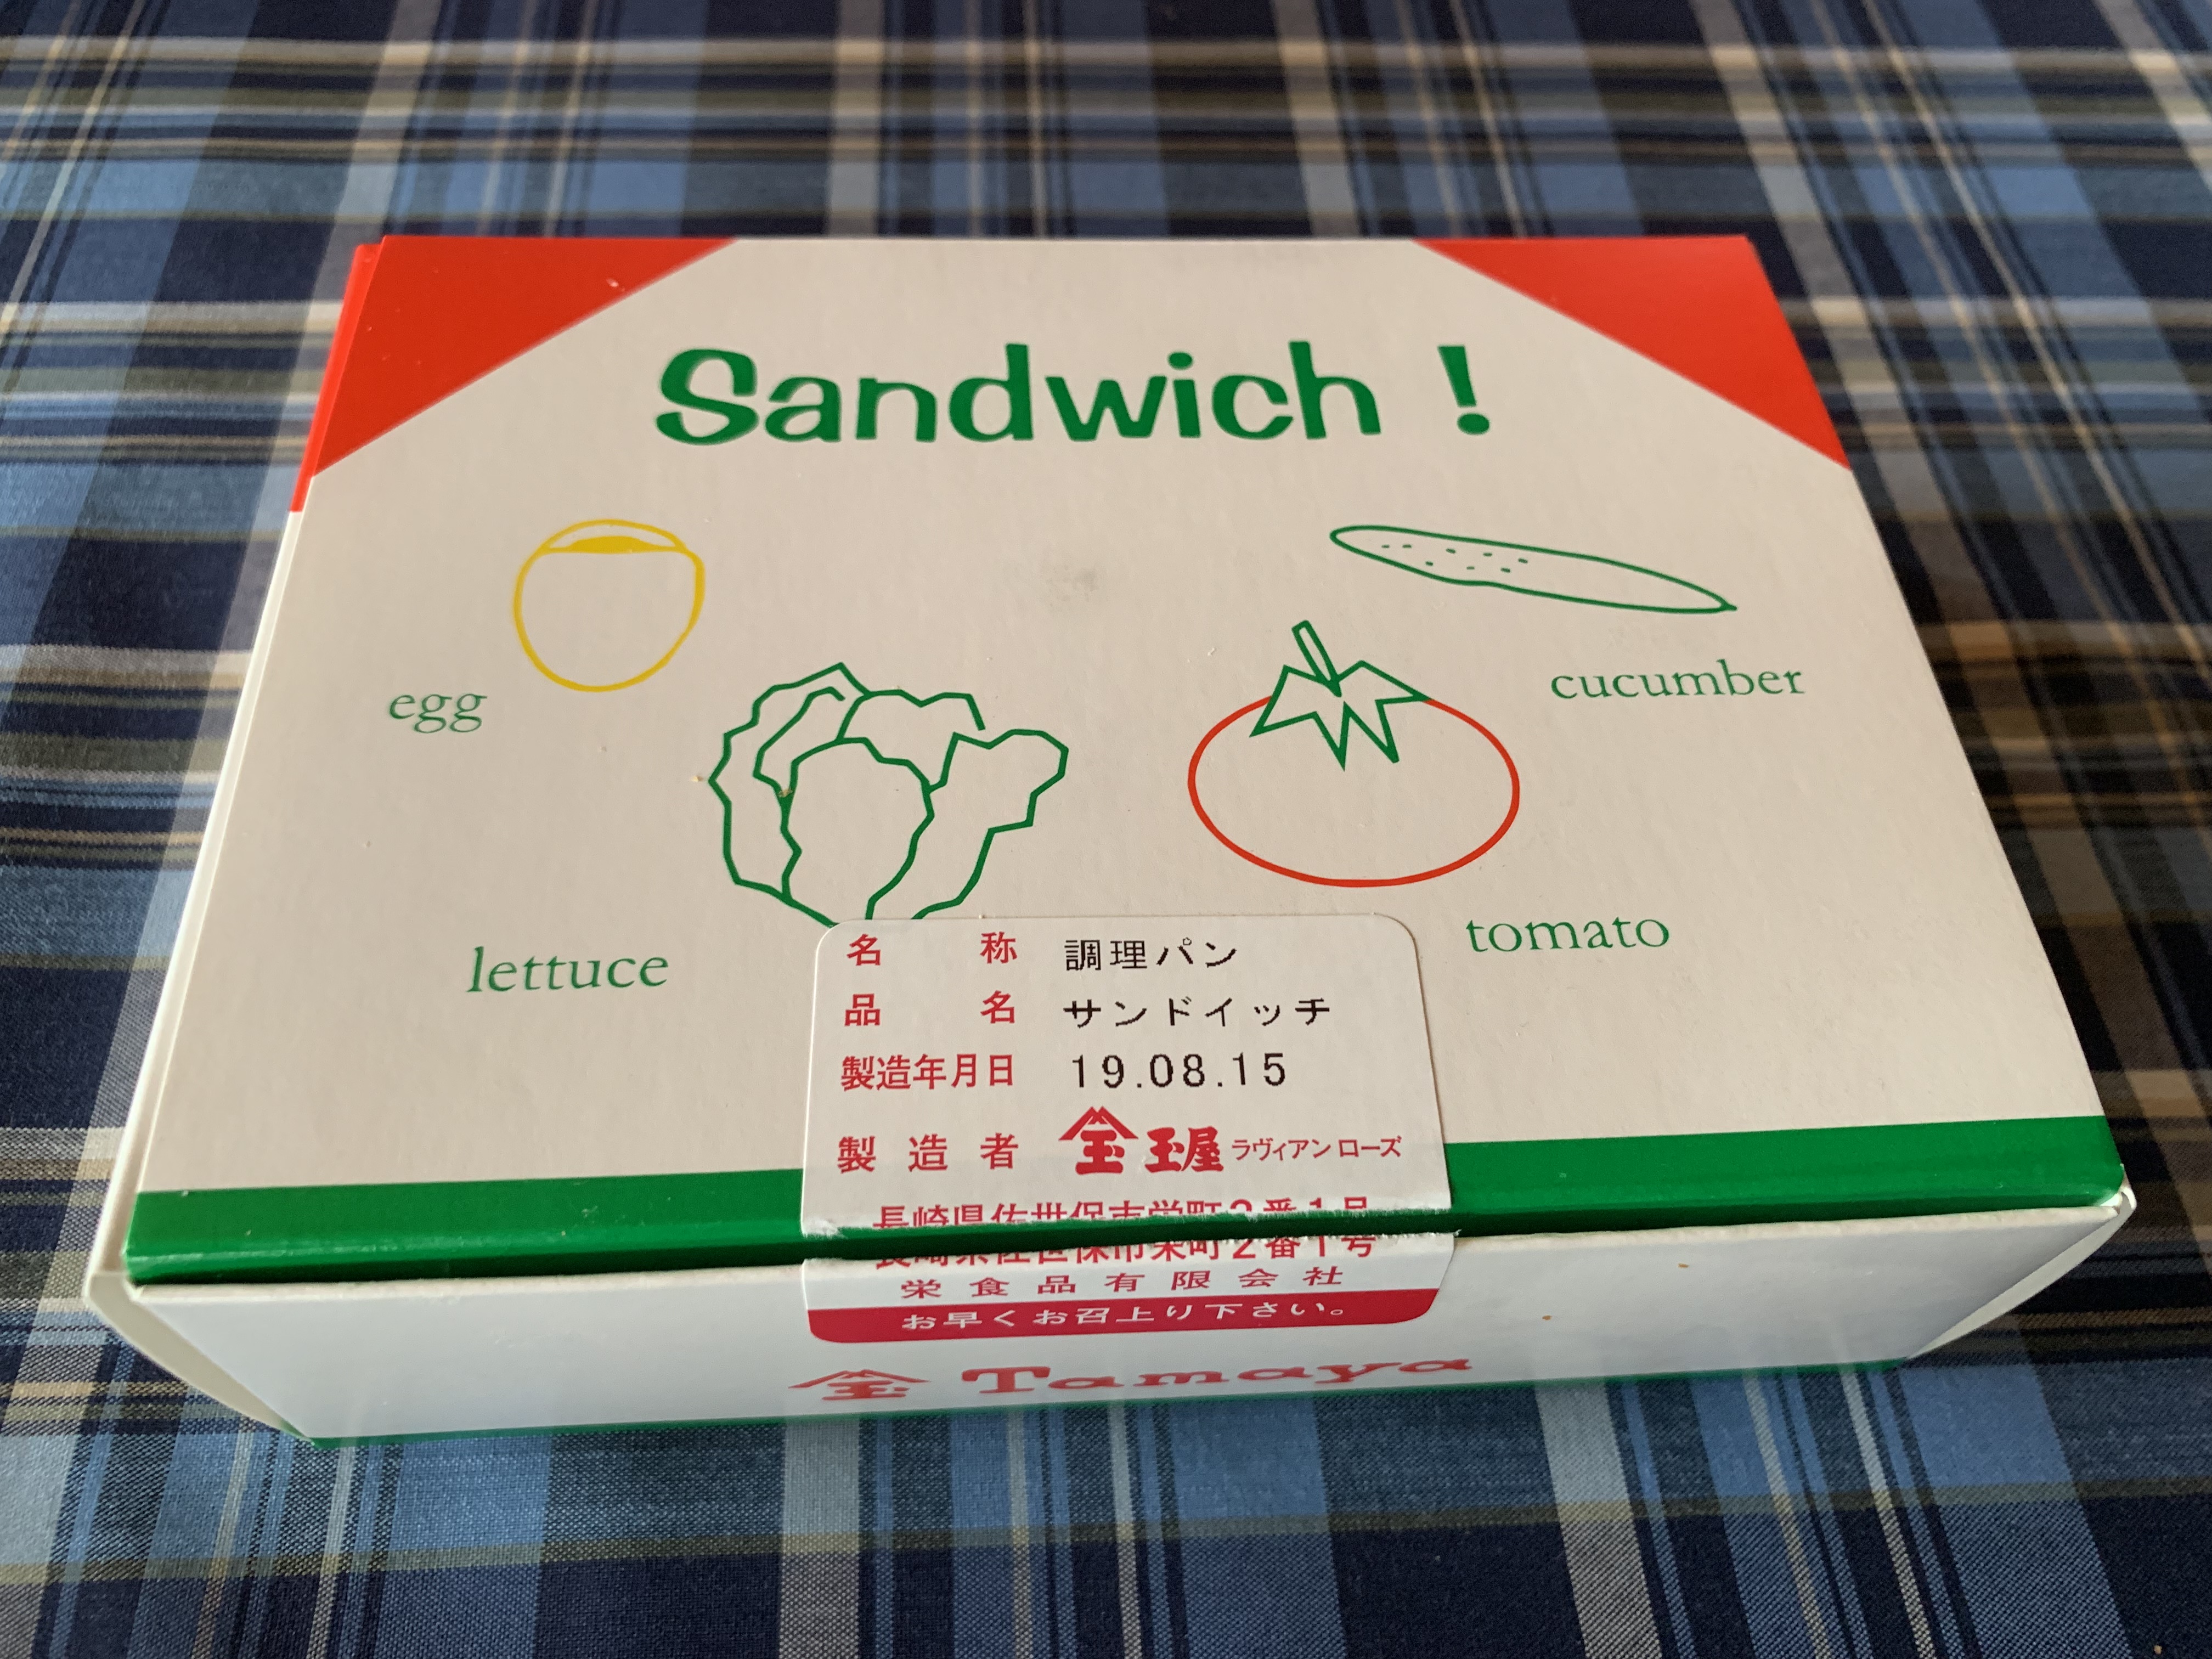 Sandwich !
egg
cucumber
lettuce
tomato
名称 調理パン
品名 サンドイッチ
製造年月日 19.08.15
製造者 玉 玉屋 ラヴィアンローズ
長崎県佐世保市栄町2番1号
栄食品有限会社
お早くお召上り下さい。
玉 Tamaya